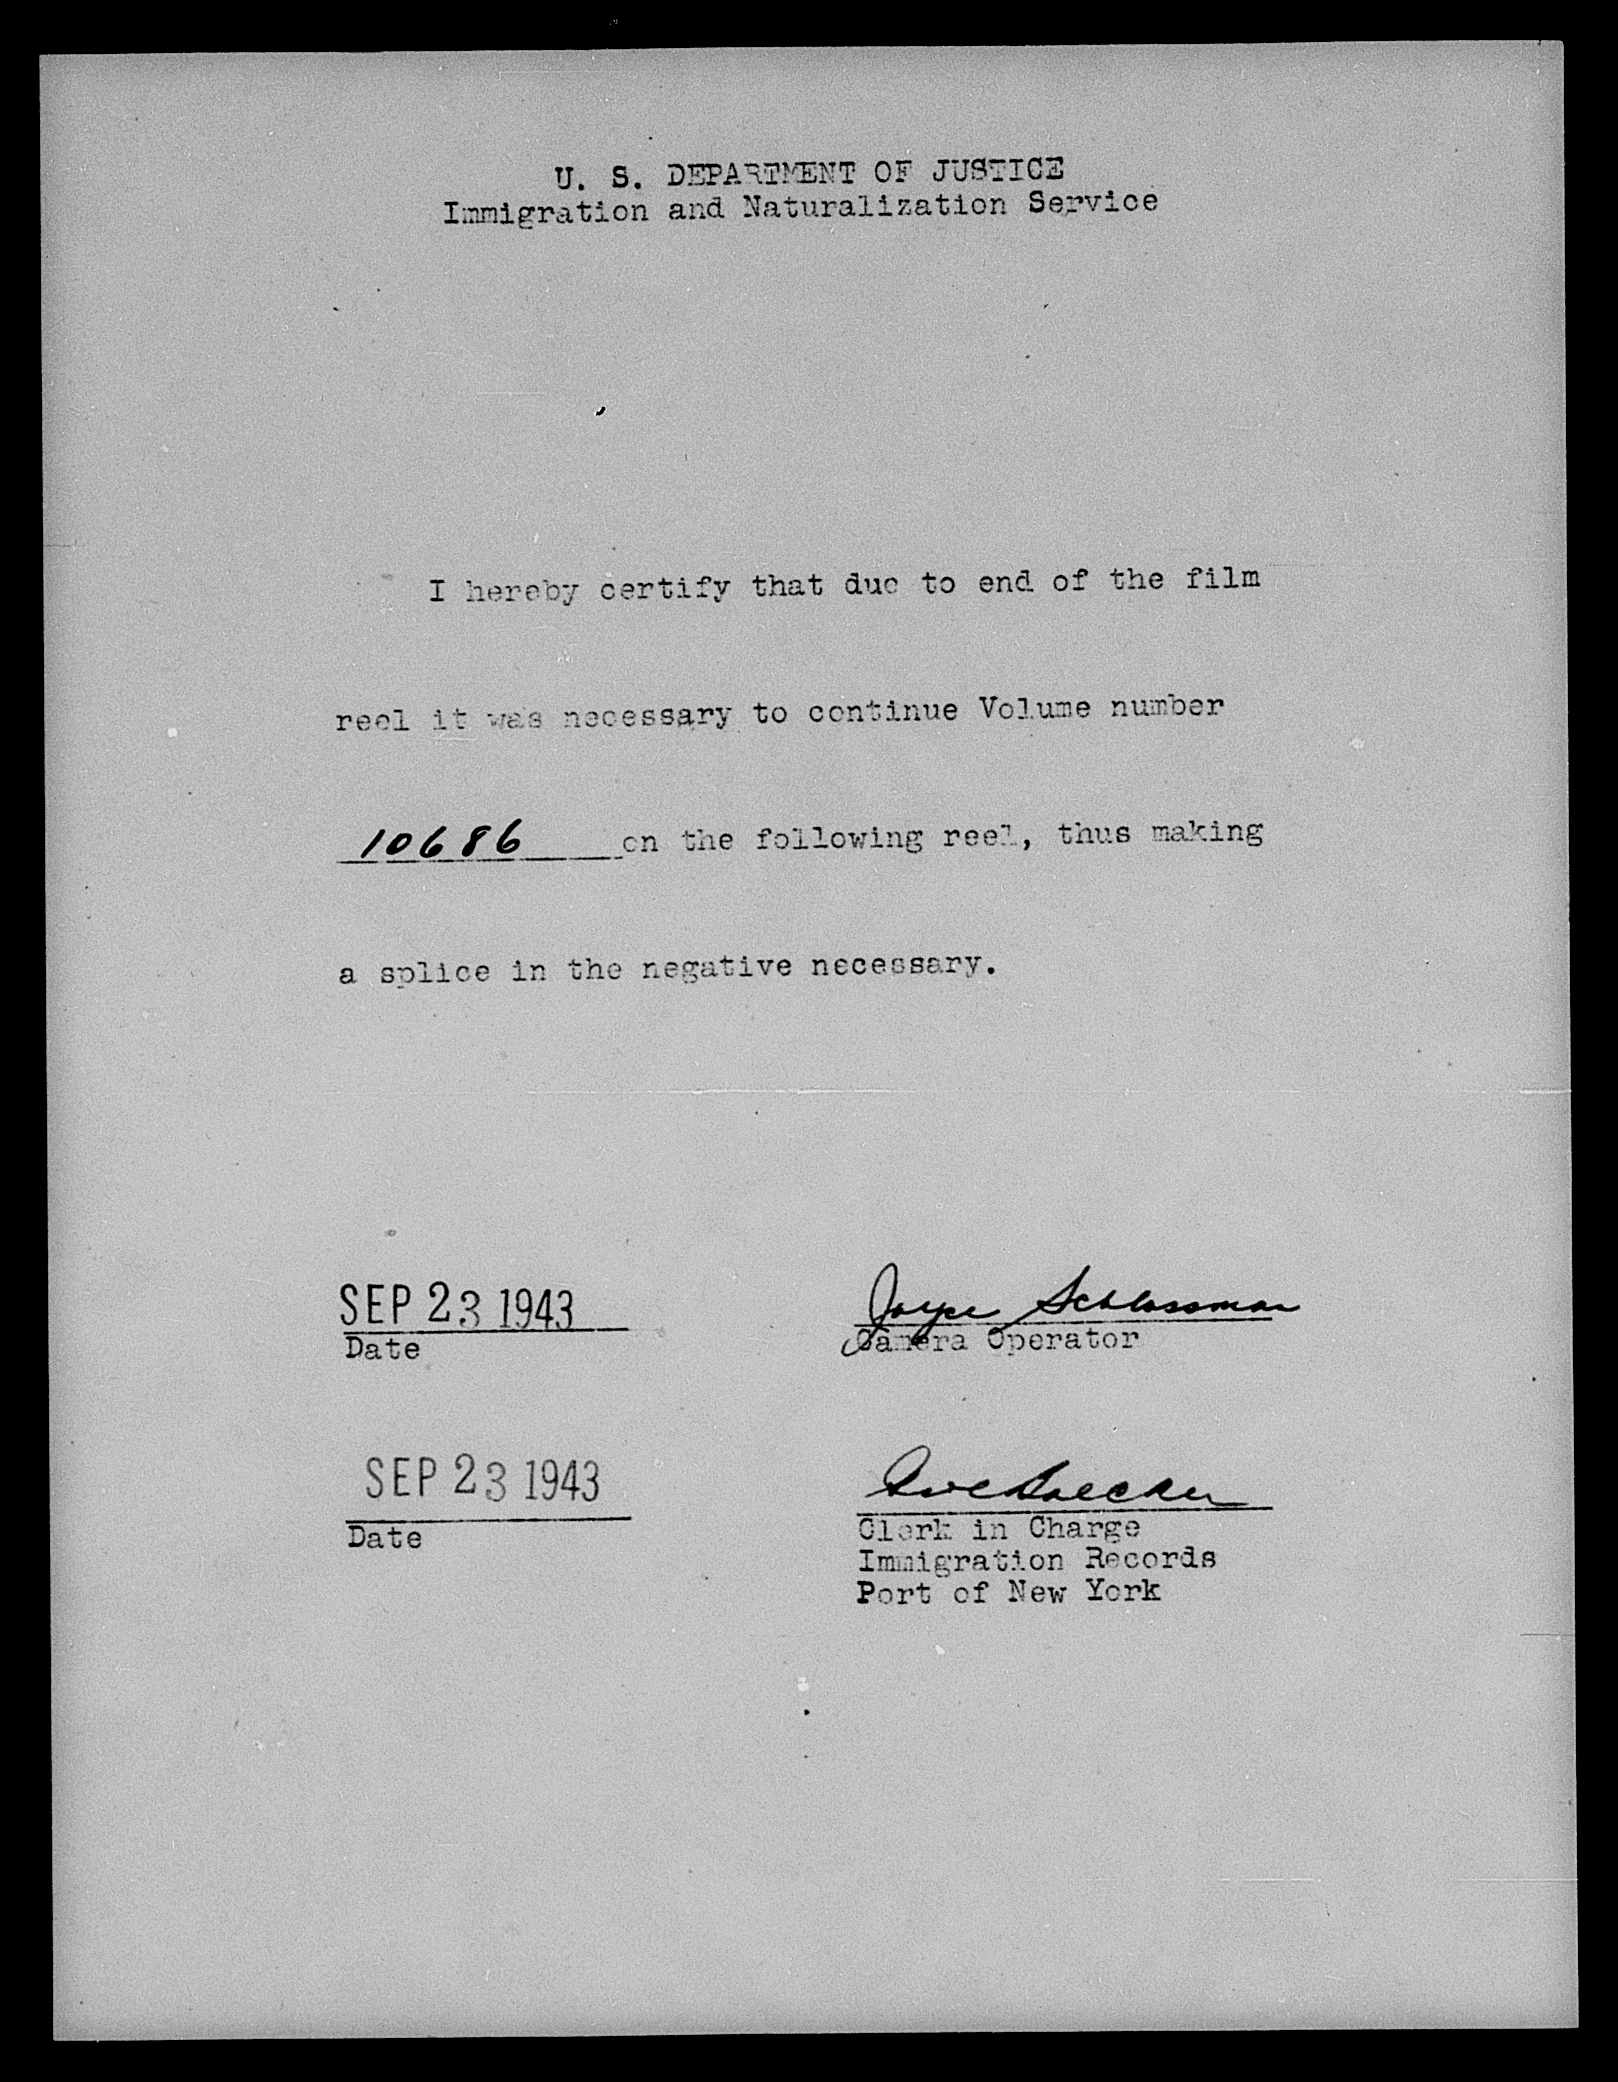 U. S. DEPARTMENT OF JUSTICE
Immigration and Naturalization Service
I hereby certify that due to end of the film
reel it was necessary to continue Volume number
10686 on the following reel, thus making
a splice in the negative necessary.
SEP 23 1943 Joyce Schlossman
Date Camera Operator
SEP 23 1943
Date Clerk in Charge
Immigration Records
Port of New York